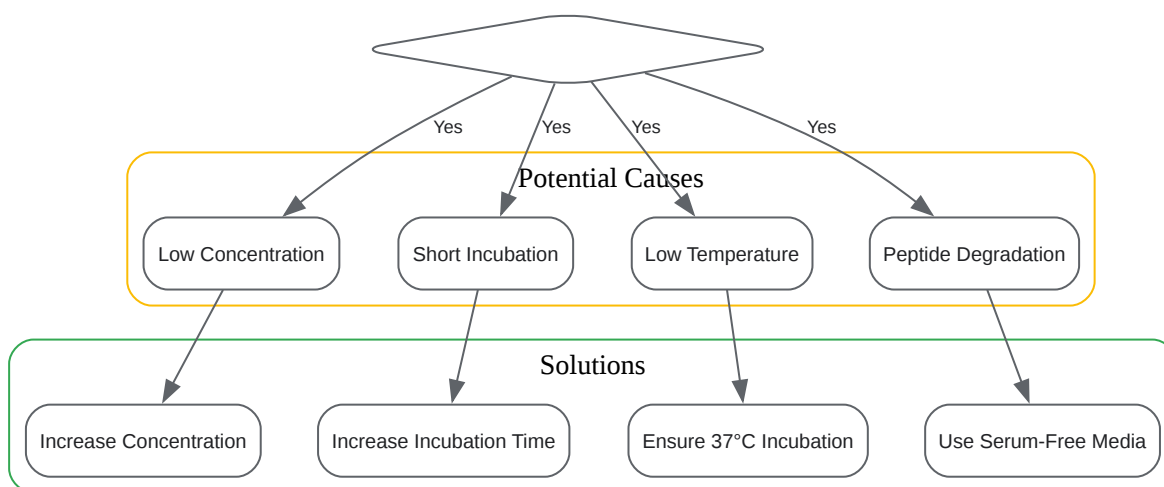 Yes
Yes
Yes
Yes
Potential Causes
Low Concentration
Short Incubation
Low Temperature
Peptide Degradation
Solutions
Increase Concentration
Increase Incubation Time
Ensure 37°C Incubation
Use Serum-Free Media